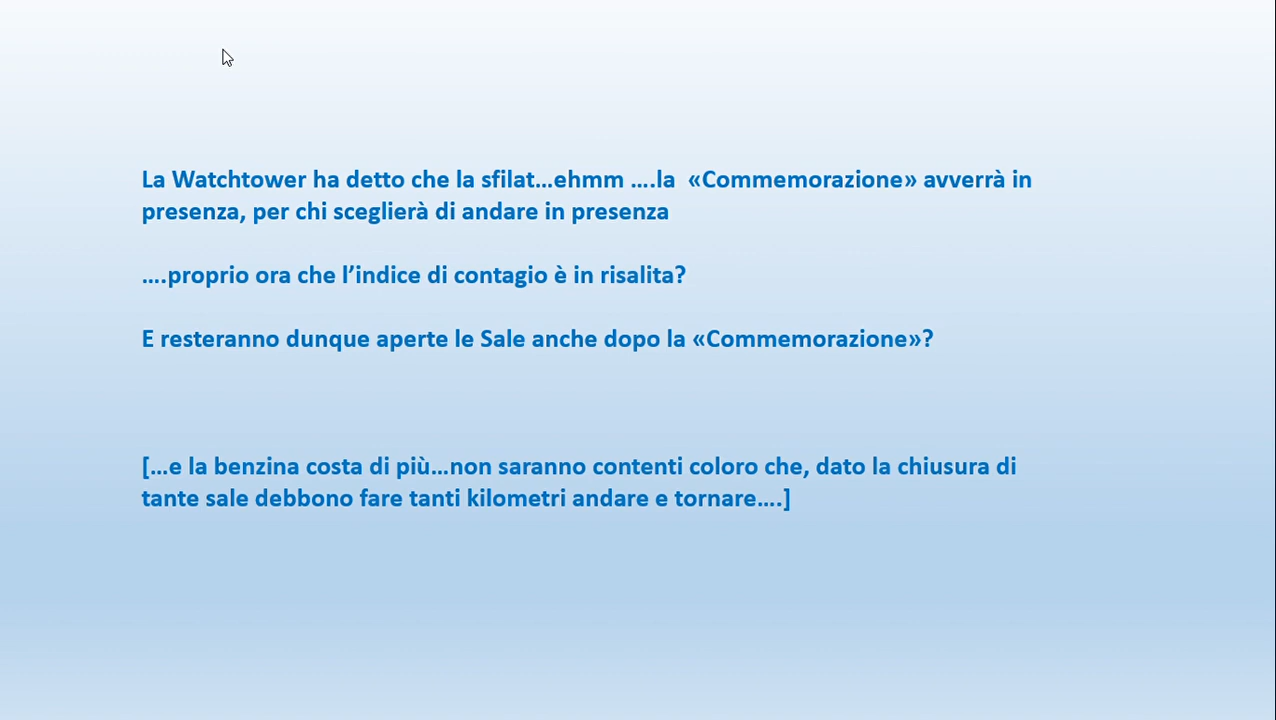 La Watchtower ha detto che la sfilat...ehmm ....la  «Commemorazione» avverrà in
presenza, per chi sceglierà di andare in presenza
....proprio ora che l’indice di contagio è in risalita?
E resteranno dunque aperte le Sale anche dopo la «Commemorazione»?
[...e la benzina costa di più...non saranno contenti coloro che, dato la chiusura di
tante sale debbono fare tanti kilometri andare e tornare....]